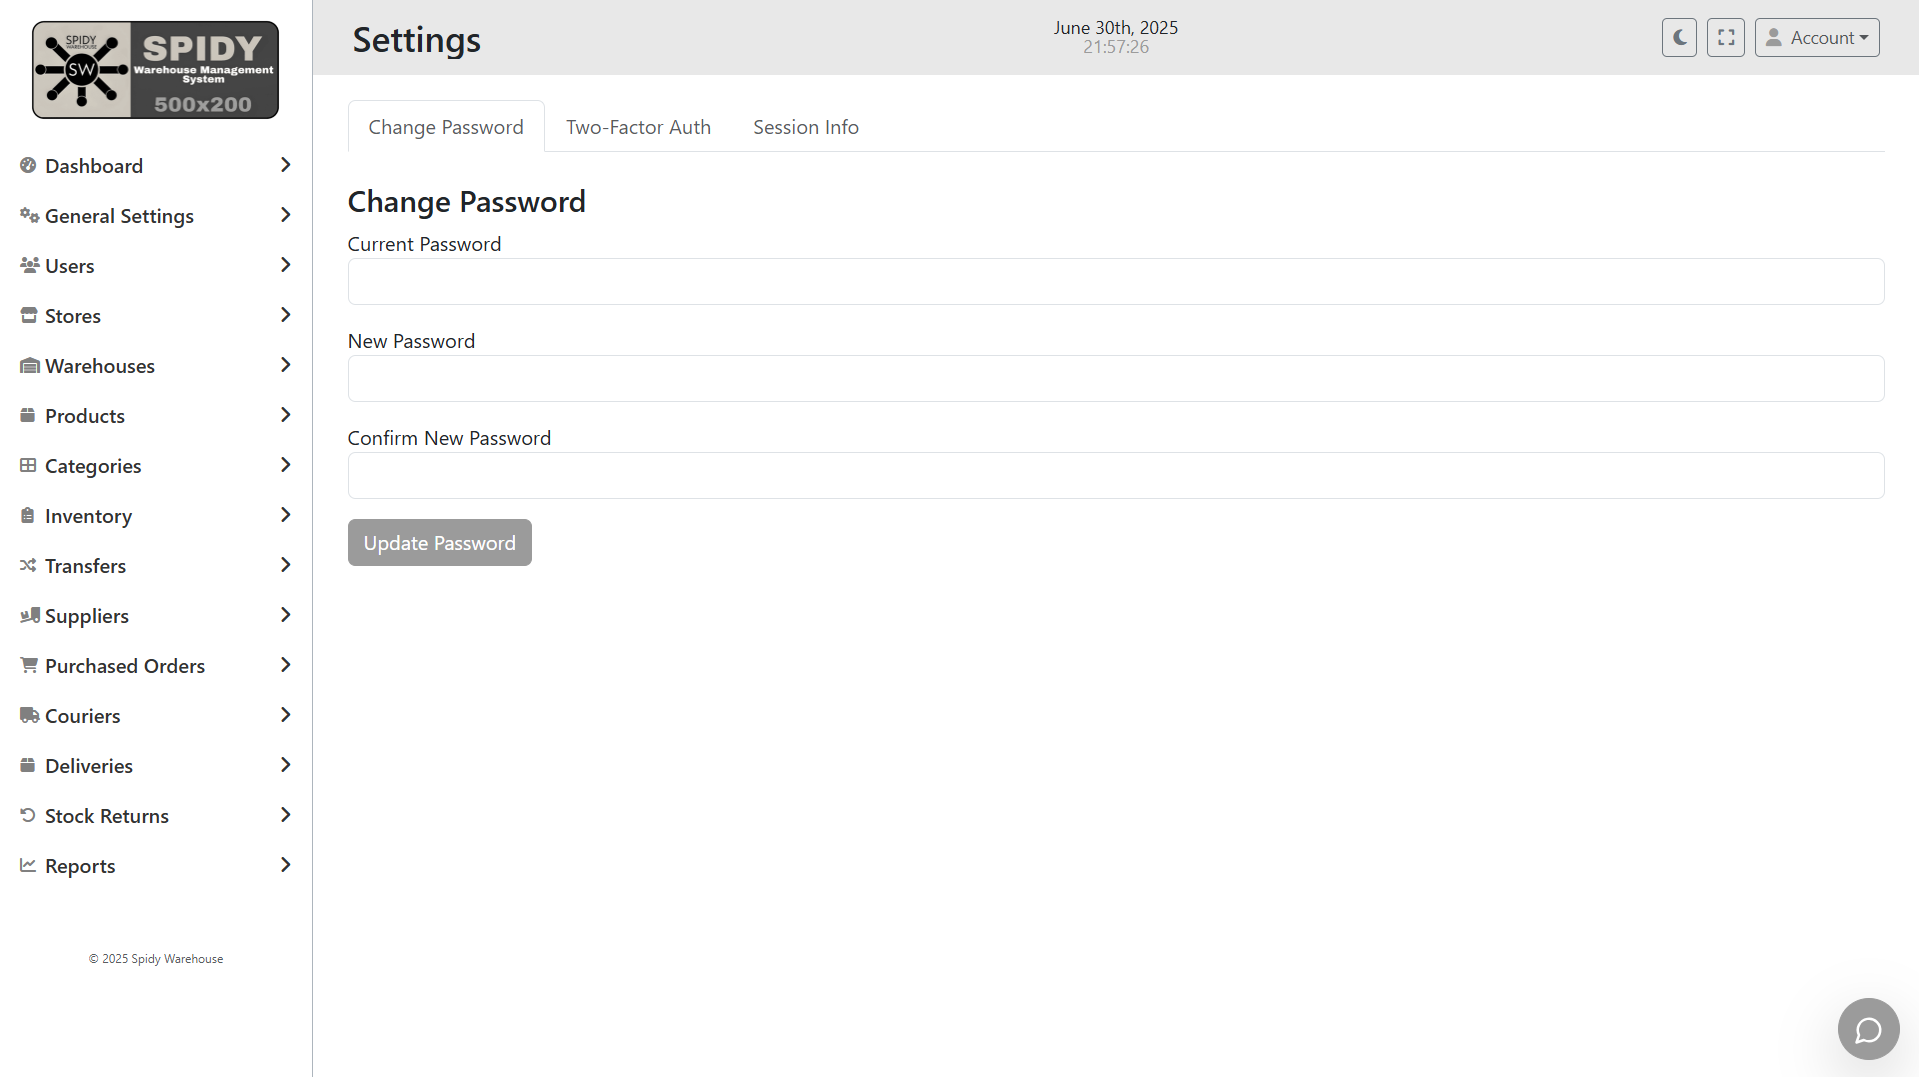 SPIDY
WAREHOUSE
SW
SPIDY
Warehouse Management
System
500x200
Dashboard
General Settings
Users
Stores
Warehouses
Products
Categories
Inventory
Transfers
Suppliers
Purchased Orders
Couriers
Deliveries
Stock Returns
Reports
© 2025 Spidy Warehouse
Settings
June 30th, 2025
21:57:26
Account
Change Password
Two-Factor Auth
Session Info
Change Password
Current Password
New Password
Confirm New Password
Update Password